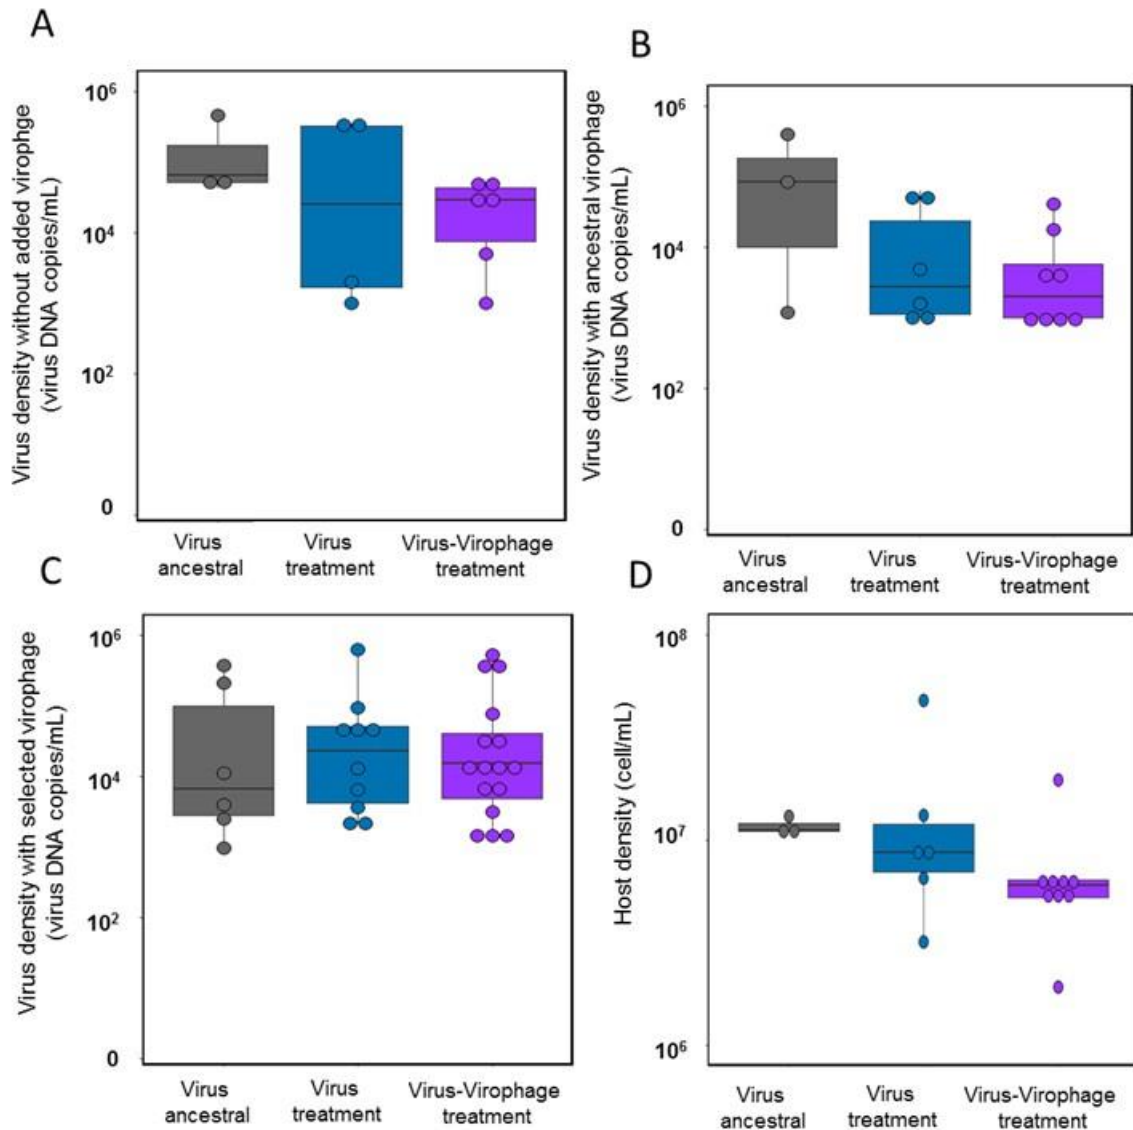 A
Virus density without added virophge
(virus DNA copies/mL)
10⁶
10⁴
10²
0
Virus ancestral
Virus treatment
Virus-Virophage treatment
B
Virus density with ancestral virophage
(virus DNA copies/mL)
10⁶
10⁴
10²
0
Virus ancestral
Virus treatment
Virus-Virophage treatment
C
Virus density with selected virophage
(virus DNA copies/mL)
10⁶
10⁴
10²
0
Virus ancestral
Virus treatment
Virus-Virophage treatment
D
Host density (cell/mL)
10⁸
10⁷
10⁶
Virus ancestral
Virus treatment
Virus-Virophage treatment